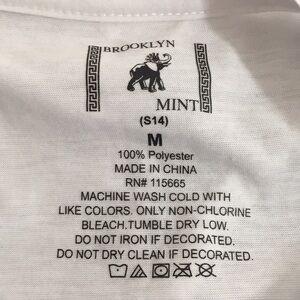 BROOKLYN
MINT
(S14)
M
100% Polyester
MADE IN CHINA
RN# 115665
MACHINE WASH COLD WITH
LIKE COLORS. ONLY NON-CHLORINE
BLEACH.TUMBLE DRY LOW.
DO NOT IRON IF DECORATED.
DO NOT DRY CLEAN IF DECORATED.